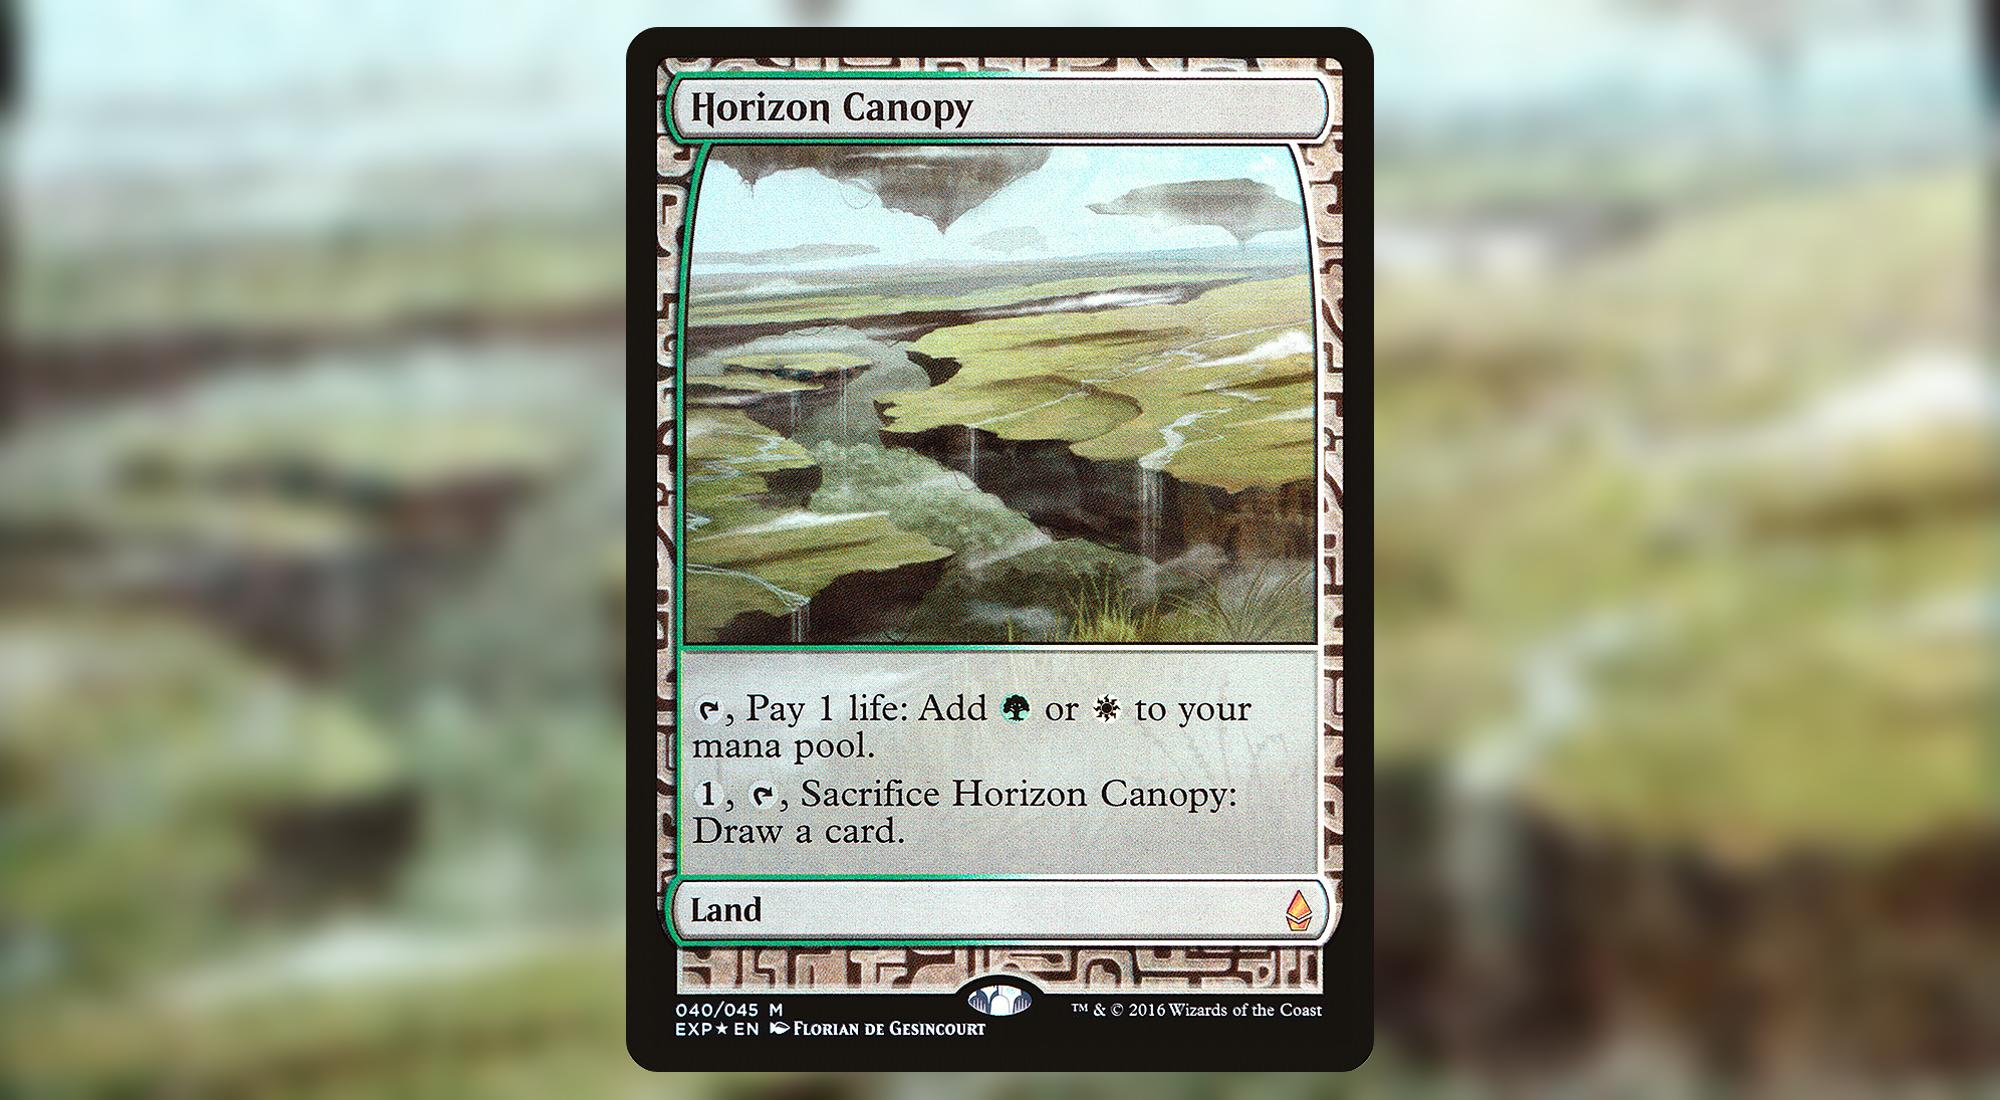 Horizon Canopy
, Pay 1 life: Add or to your
mana pool.
1, , Sacrifice Horizon Canopy:
Draw a card.
Land
040/045 M
EXP★EN Florian de Gesincourt
™ & © 2016 Wizards of the Coast